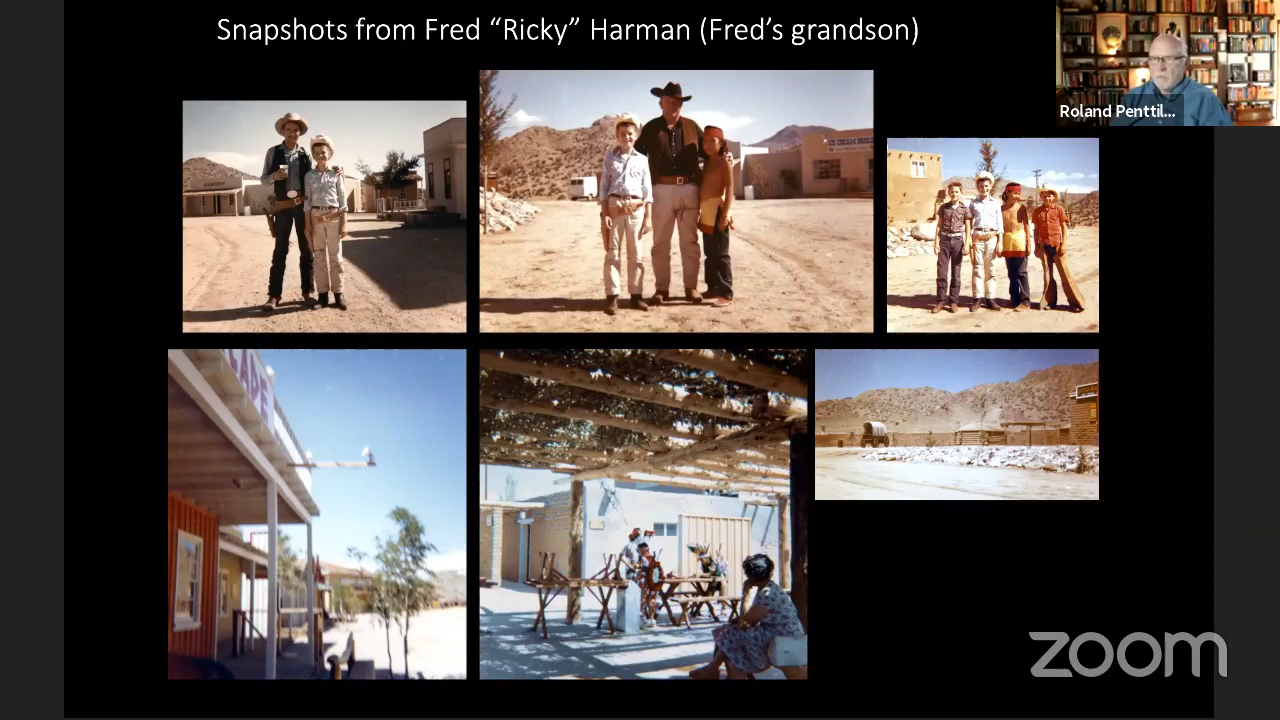 Snapshots from Fred “Ricky” Harman (Fred’s grandson)
Roland Penttil...
zoom